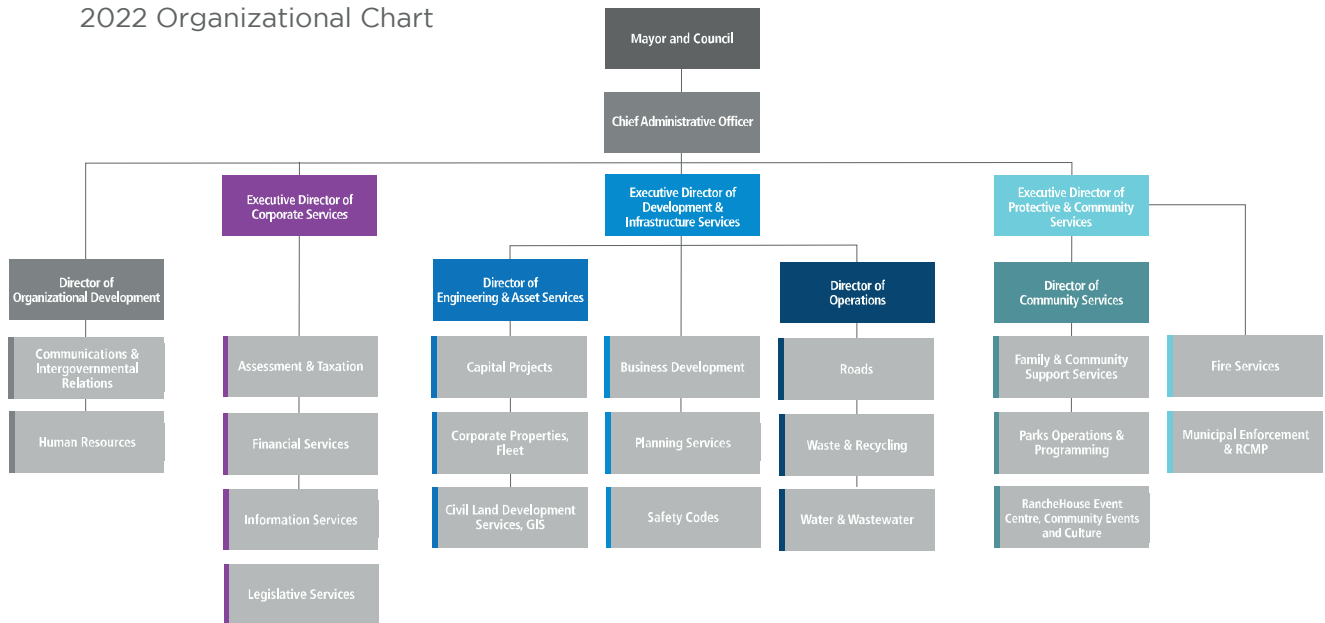 2022 Organizational Chart
Mayor and Council
Chief Administrative Officer
Executive Director of
Corporate Services
Executive Director of
Development &
Infrastructure Services
Executive Director of
Protective & Community
Services
Director of
Organizational Development
Director of
Engineering & Asset Services
Director of
Operations
Director of
Community Services
Communications &
Intergovernmental
Relations
Human Resources
Assessment & Taxation
Financial Services
Information Services
Legislative Services
Capital Projects
Corporate Properties,
Fleet
Civil Land Development
Services, GIS
Business Development
Planning Services
Safety Codes
Roads
Waste & Recycling
Water & Wastewater
Family & Community
Support Services
Parks Operations &
Programming
RancheHouse Event
Centre, Community Events
and Culture
Fire Services
Municipal Enforcement
& RCMP